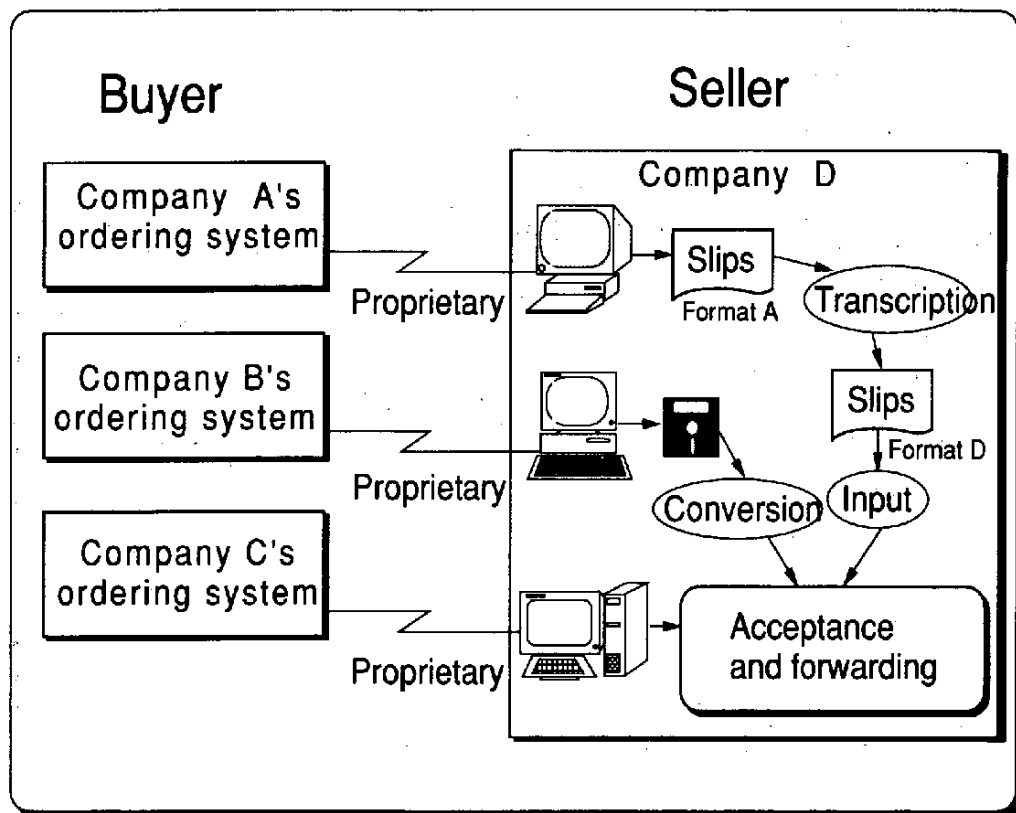 Buyer
Seller
Company A's
ordering system
Proprietary
Company B's
ordering system
Proprietary
Company C's
ordering system
Proprietary
Company D
Slips
Format A
Transcription
Slips
Format D
Conversion
Input
Acceptance
and forwarding